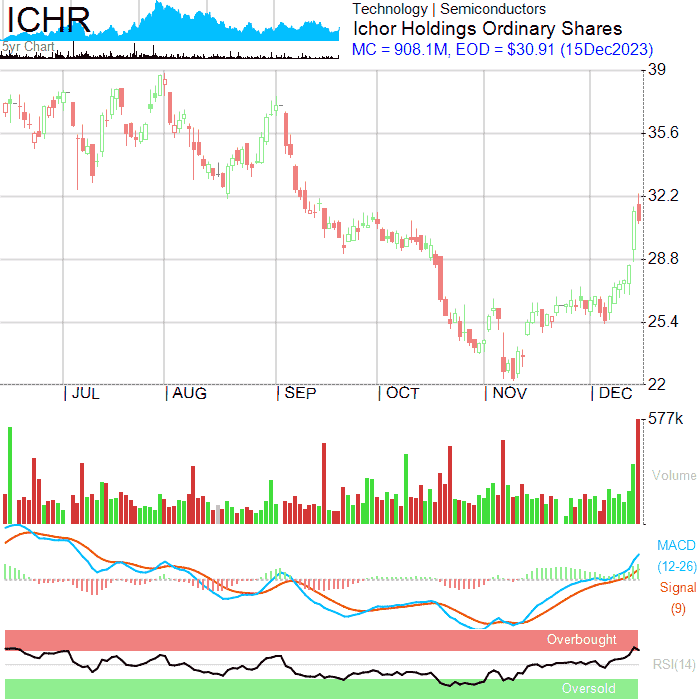 ICHR
5yr Chart
Technology | Semiconductors
Ichor Holdings Ordinary Shares
MC = 908.1M, EOD = $30.91 (15Dec2023)
39
35.6
32.2
28.8
25.4
22
JUL AUG SEP OCT NOV DEC
577k
Volume
MACD
(12-26)
Signal
(9)
Overbought
RSI(14)
Oversold